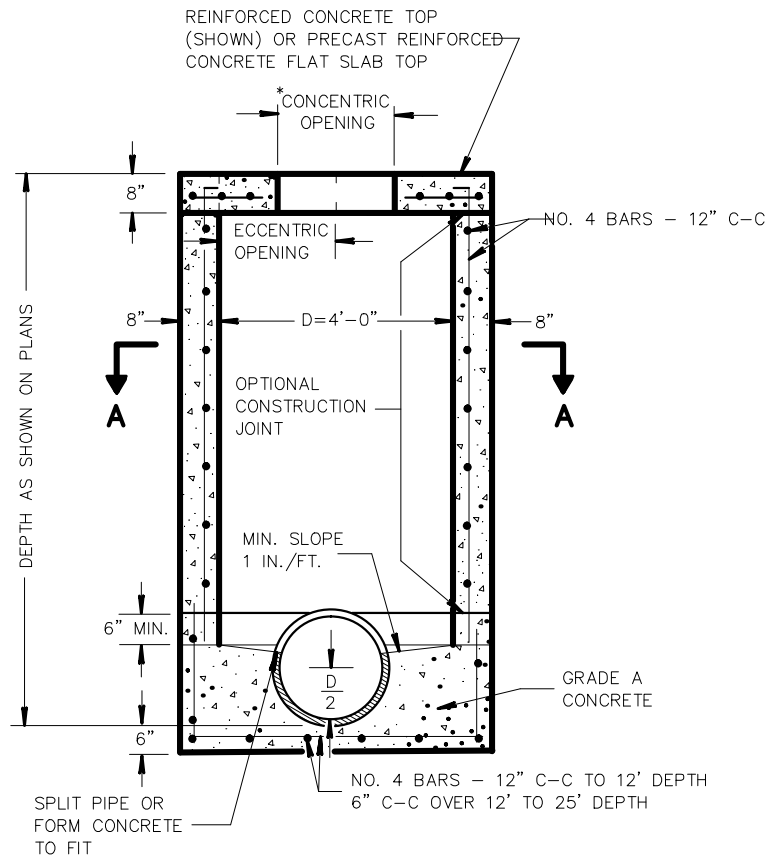 REINFORCED CONCRETE TOP
(SHOWN) OR PRECAST REINFORCED
CONCRETE FLAT SLAB TOP
*CONCENTRIC
OPENING
8"
ECCENTRIC
OPENING
NO. 4 BARS – 12" C–C
8"
D=4'–0"
8"
A
A
DEPTH AS SHOWN ON PLANS
OPTIONAL
CONSTRUCTION
JOINT
MIN. SLOPE
1 IN./FT.
6" MIN.
D
2
GRADE A
CONCRETE
6"
NO. 4 BARS – 12" C–C TO 12' DEPTH
6" C–C OVER 12' TO 25' DEPTH
SPLIT PIPE OR
FORM CONCRETE
TO FIT